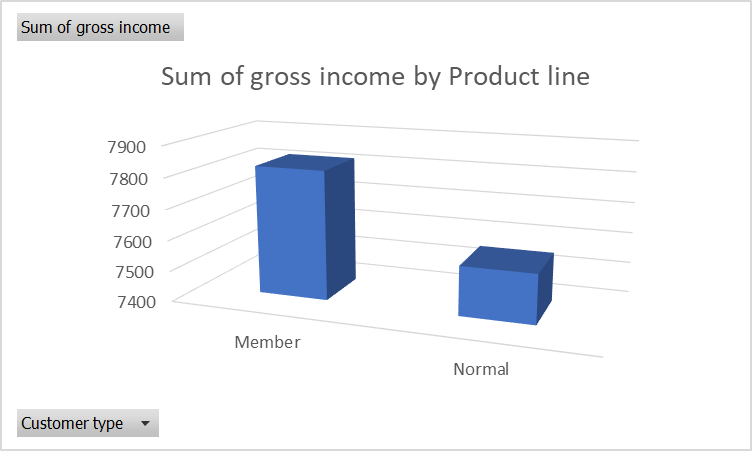 Sum of gross income
Sum of gross income by Product line
7900
7800
7700
7600
7500
7400
Member
Normal
Customer type